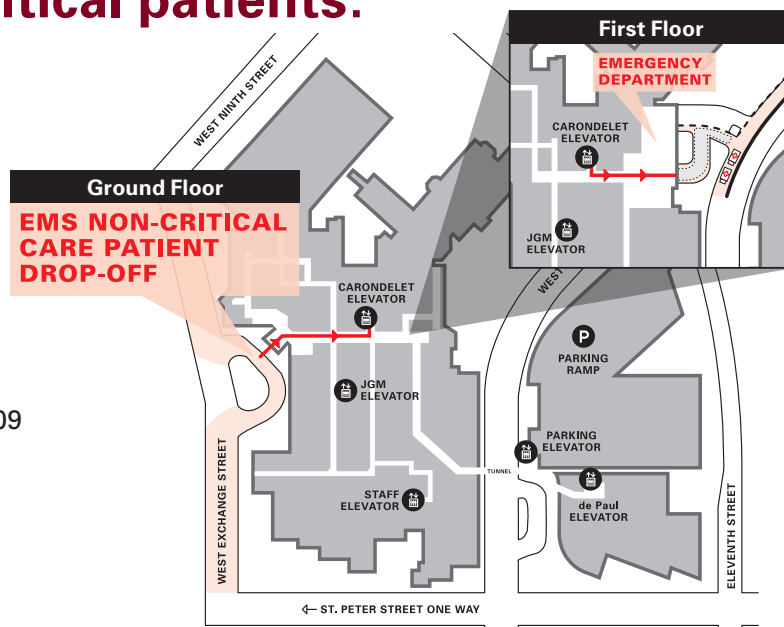 itical patients.
First Floor
EMERGENCY
DEPARTMENT
CARONDELET
ELEVATOR
JGM
ELEVATOR
WEST NINTH STREET
Ground Floor
EMS NON-CRITICAL
CARE PATIENT
DROP-OFF
CARONDELET
ELEVATOR
WEST
P
PARKING
RAMP
JGM
ELEVATOR
09
PARKING
ELEVATOR
TUNNEL
STAFF
ELEVATOR
de Paul
ELEVATOR
WEST EXCHANGE STREET
ELEVENTH STREET
ST. PETER STREET ONE WAY